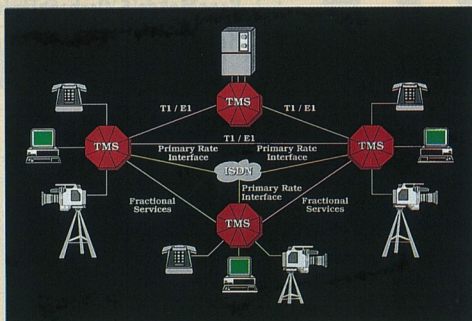 TMS
T1 / E1
T1 / E1
TMS
T1 / E1
TMS
Primary Rate
Interface
Primary Rate
Interface
ISDN
Primary Rate
Interface
Fractional
Services
Fractional
Services
TMS